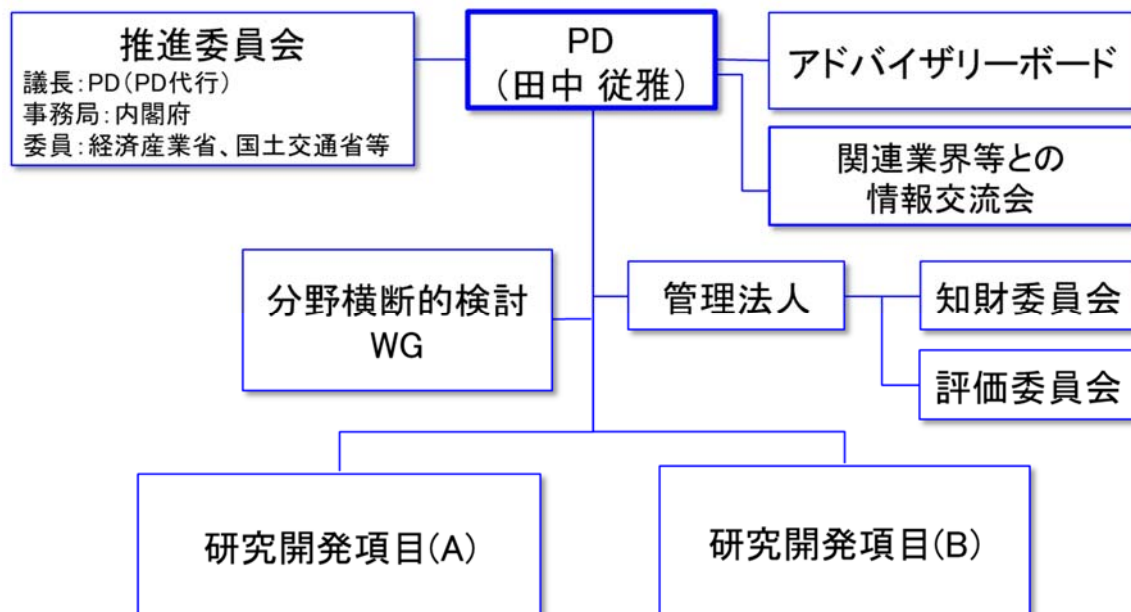 推進委員会
議長:PD(PD代行)
事務局:内閣府
委員:経済産業省、国土交通省等
PD
(田中 従雅)
アドバイザリーボード
関連業界等との
情報交流会
分野横断的検討
WG
管理法人
知財委員会
評価委員会
研究開発項目(A)
研究開発項目(B)